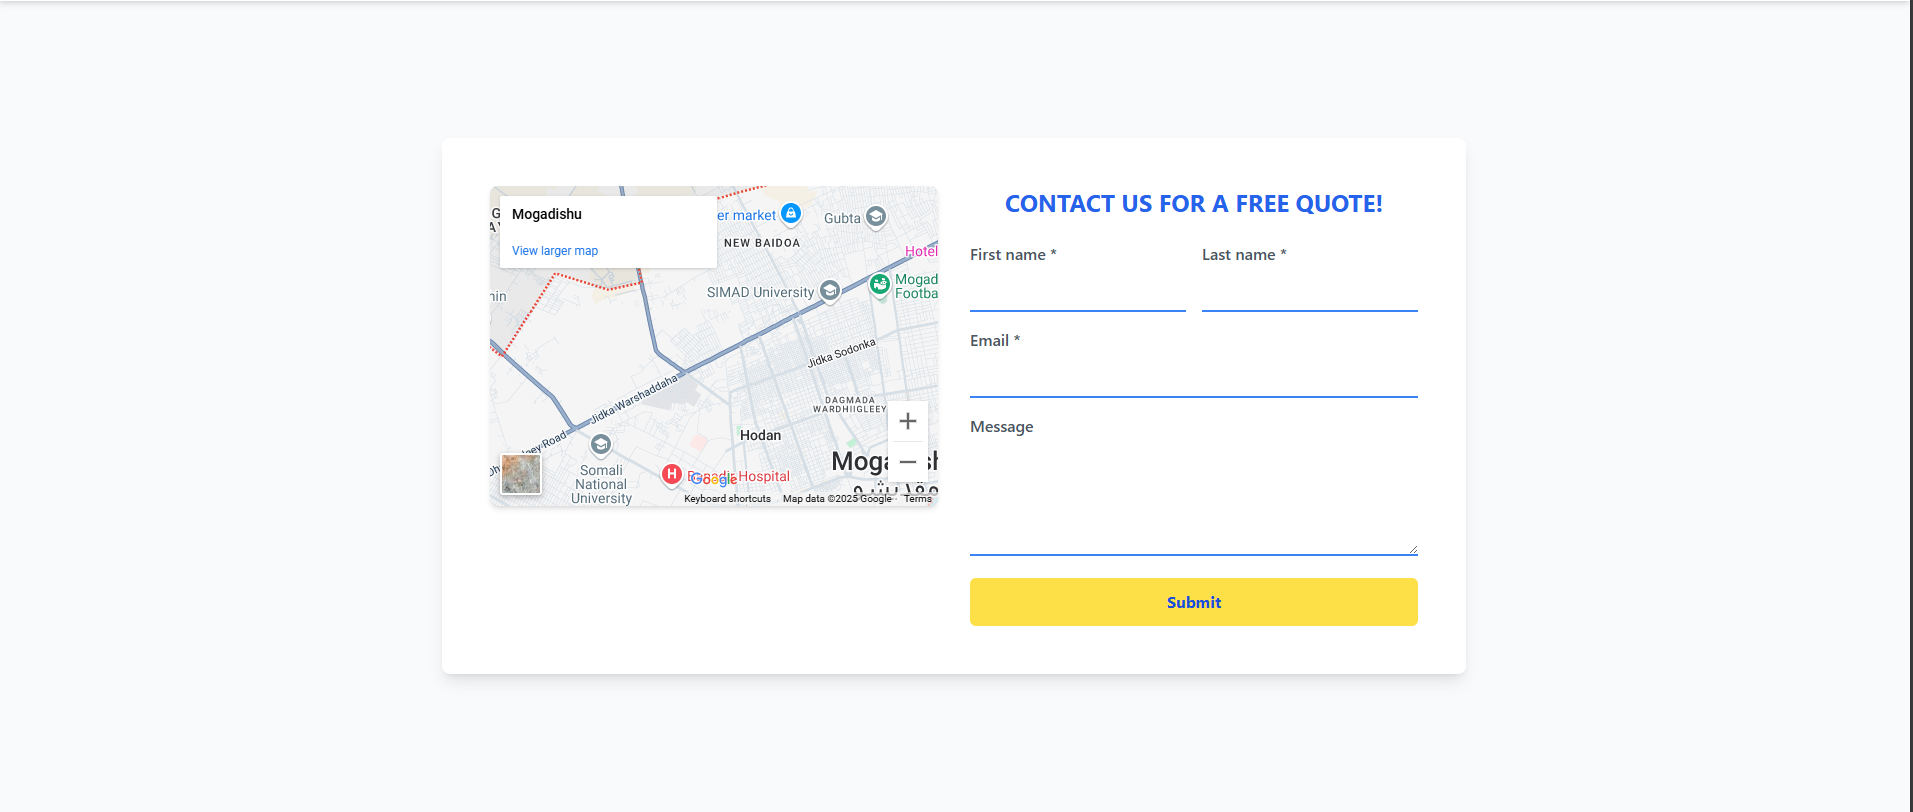 Mogadishu
View larger map
er market
Gubta
NEW BAIDOA
Hotel
SIMAD University
Mogad
Footba
Jidka Sodonka
Jidka Warshaddaha
DAGMADA
WARDHIIGLEEY
Hodan
Somali
National
University
Hospital
Google
Keyboard shortcuts
Map data ©2025 Google
Terms
CONTACT US FOR A FREE QUOTE!
First name *
Last name *
Email *
Message
Submit